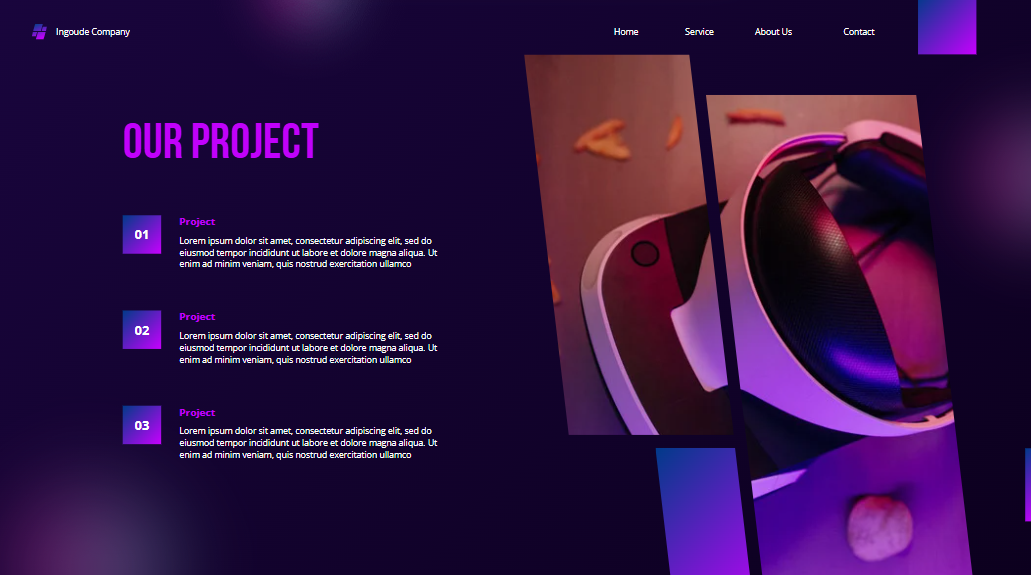 Ingoude Company
Home
Service
About Us
Contact
OUR PROJECT
01
Project
Lorem ipsum dolor sit amet, consectetur adipiscing elit, sed do
eiusmod tempor incididunt ut labore et dolore magna aliqua. Ut
enim ad minim veniam, quis nostrud exercitation ullamco
02
Project
Lorem ipsum dolor sit amet, consectetur adipiscing elit, sed do
eiusmod tempor incididunt ut labore et dolore magna aliqua. Ut
enim ad minim veniam, quis nostrud exercitation ullamco
03
Project
Lorem ipsum dolor sit amet, consectetur adipiscing elit, sed do
eiusmod tempor incididunt ut labore et dolore magna aliqua. Ut
enim ad minim veniam, quis nostrud exercitation ullamco